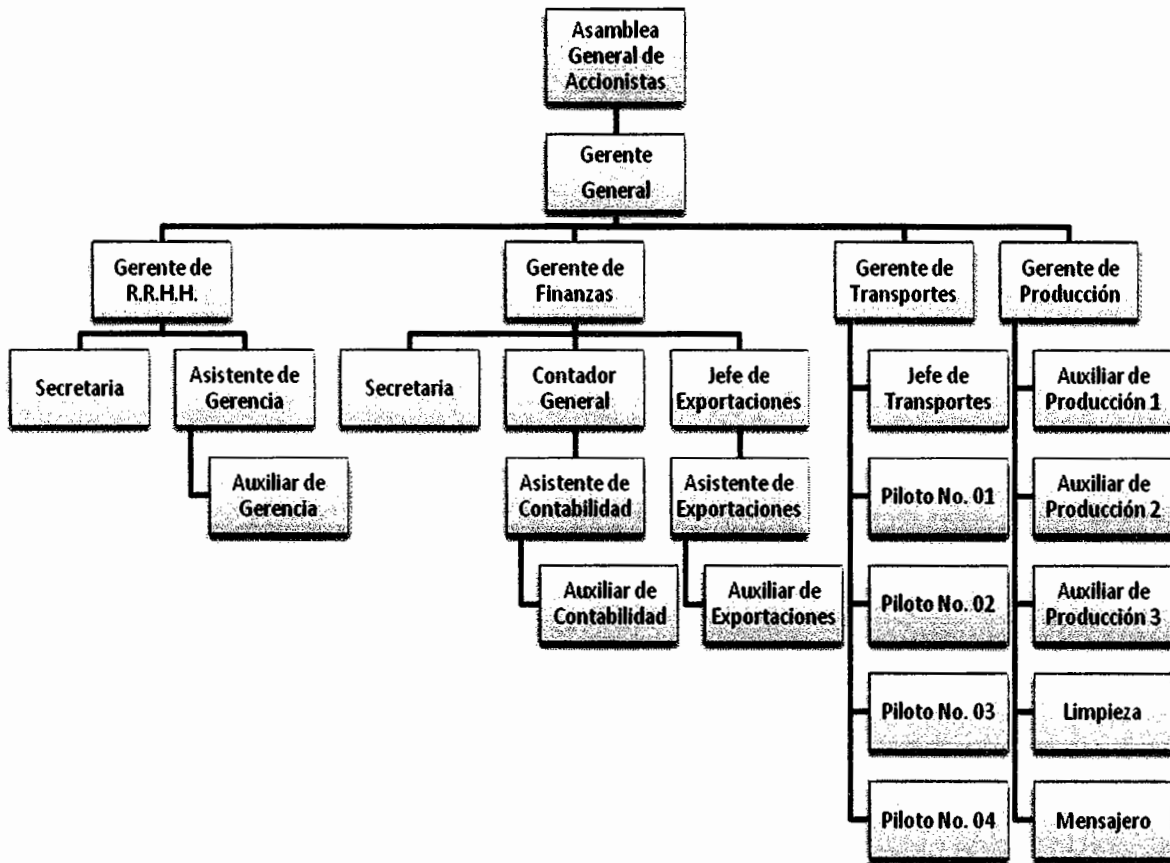 Asamblea
General de
Accionistas
Gerente
General
Gerente de
R.R.H.H.
Gerente de
Finanzas
Gerente de
Transportes
Gerente de
Producción
Secretaria
Asistente de
Gerencia
Secretaria
Contador
General
Jefe de
Exportaciones
Jefe de
Transportes
Auxiliar de
Producción 1
Auxiliar de
Gerencia
Asistente de
Contabilidad
Asistente de
Exportaciones
Piloto No. 01
Auxiliar de
Producción 2
Auxiliar de
Contabilidad
Auxiliar de
Exportaciones
Piloto No. 02
Auxiliar de
Producción 3
Piloto No. 03
Limpieza
Piloto No. 04
Mensajero